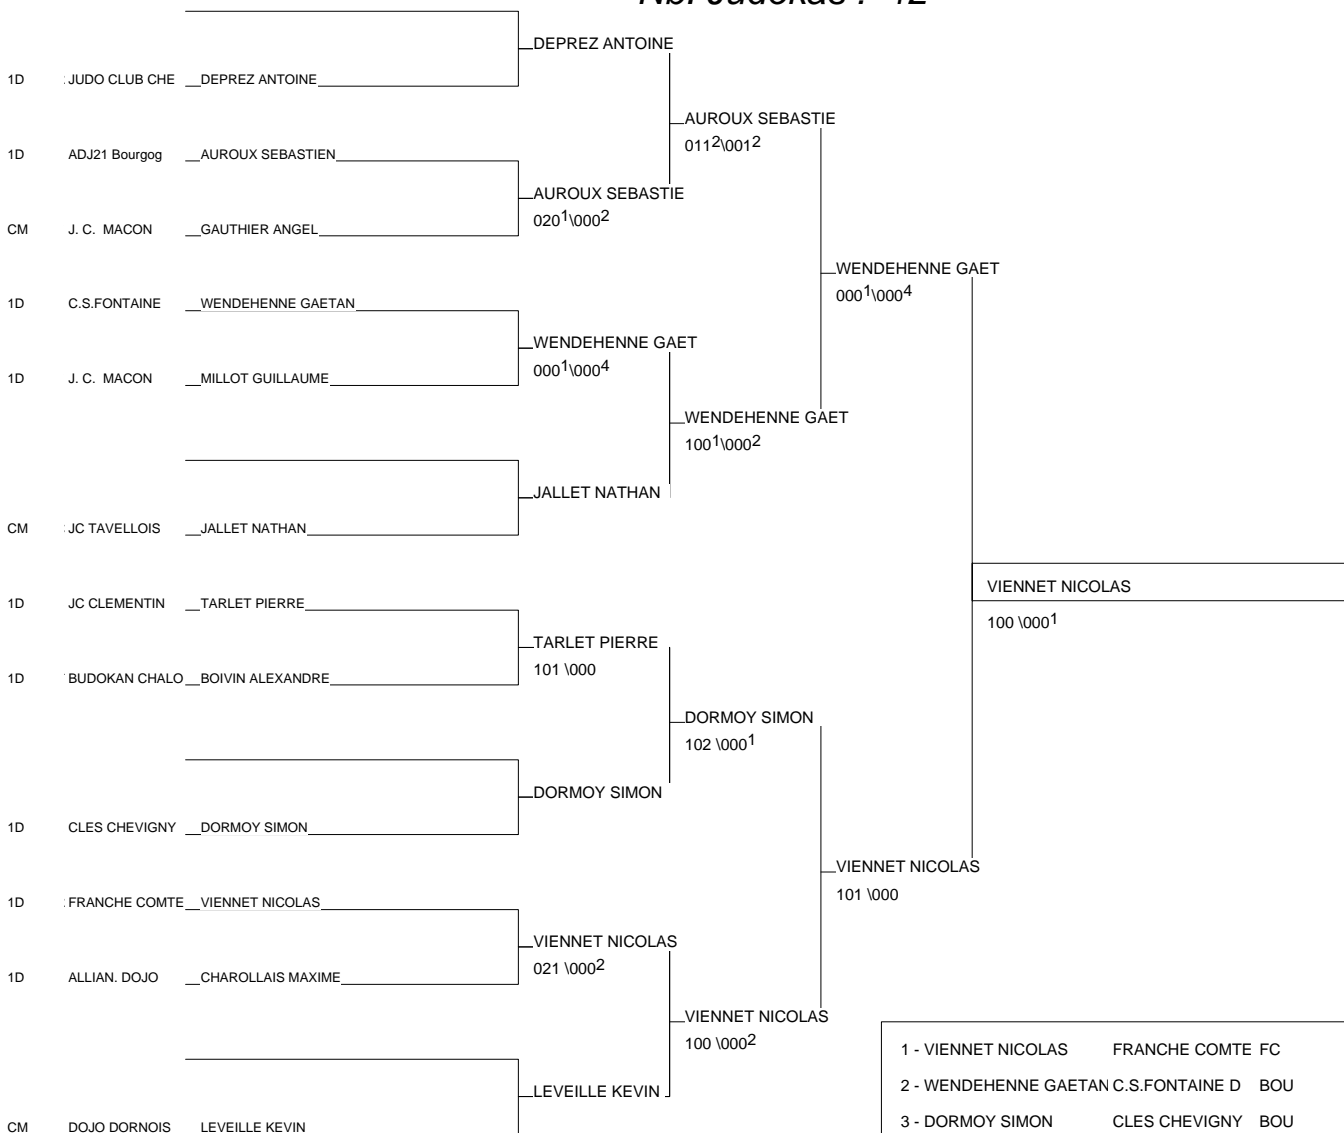 Nbr Judokas : 12
DEPREZ ANTOINE
1D JUDO CLUB CHE DEPREZ ANTOINE
AUROUX SEBASTIE
011²\001²
1D ADJ21 Bourgog AUROUX SEBASTIEN
AUROUX SEBASTIE
020¹\000²
CM J. C. MACON GAUTHIER ANGEL
WENDEHENNE GAET
000¹\000⁴
1D C.S.FONTAINE WENDEHENNE GAETAN
WENDEHENNE GAET
000¹\000⁴
1D J. C. MACON MILLOT GUILLAUME
WENDEHENNE GAET
100¹\000²
JALLET NATHAN
CM JC TAVELLOIS JALLET NATHAN
VIENNET NICOLAS
100 \000¹
1D JC CLEMENTIN TARLET PIERRE
TARLET PIERRE
101 \000
1D BUDOKAN CHALO BOIVIN ALEXANDRE
DORMOY SIMON
102 \000¹
DORMOY SIMON
1D CLES CHEVIGNY DORMOY SIMON
VIENNET NICOLAS
101 \000
1D FRANCHE COMTE VIENNET NICOLAS
VIENNET NICOLAS
021 \000²
1D ALLIAN. DOJO CHAROLLAIS MAXIME
VIENNET NICOLAS
100 \000²
1 - VIENNET NICOLAS FRANCHE COMTE FC
2 - WENDEHENNE GAETAN C.S.FONTAINE D BOU
LEVEILLE KEVIN
3 - DORMOY SIMON CLES CHEVIGNY BOU
CM DOJO DORNOIS LEVEILLE KEVIN